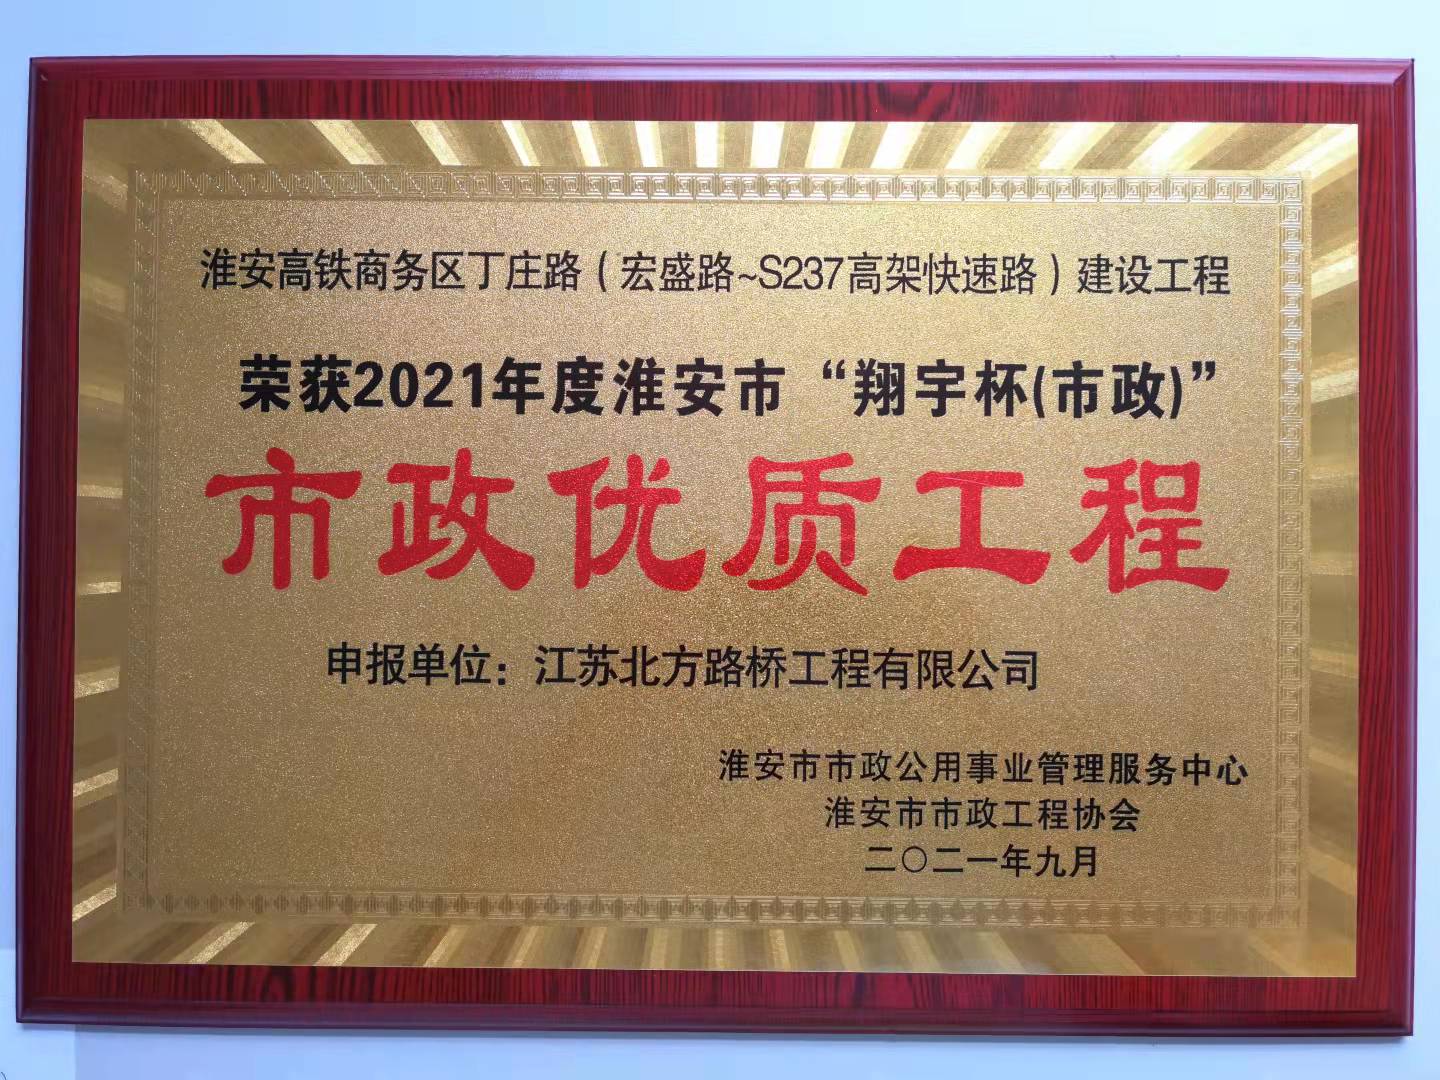 淮安高铁商务区丁庄路（宏盛路~S237高架快速路）建设工程
荣获2021年度淮安市“翔宇杯(市政)”
市政优质工程
申报单位：江苏北方路桥工程有限公司
淮安市市政公用事业管理服务中心
淮安市市政工程协会
二〇二一年九月